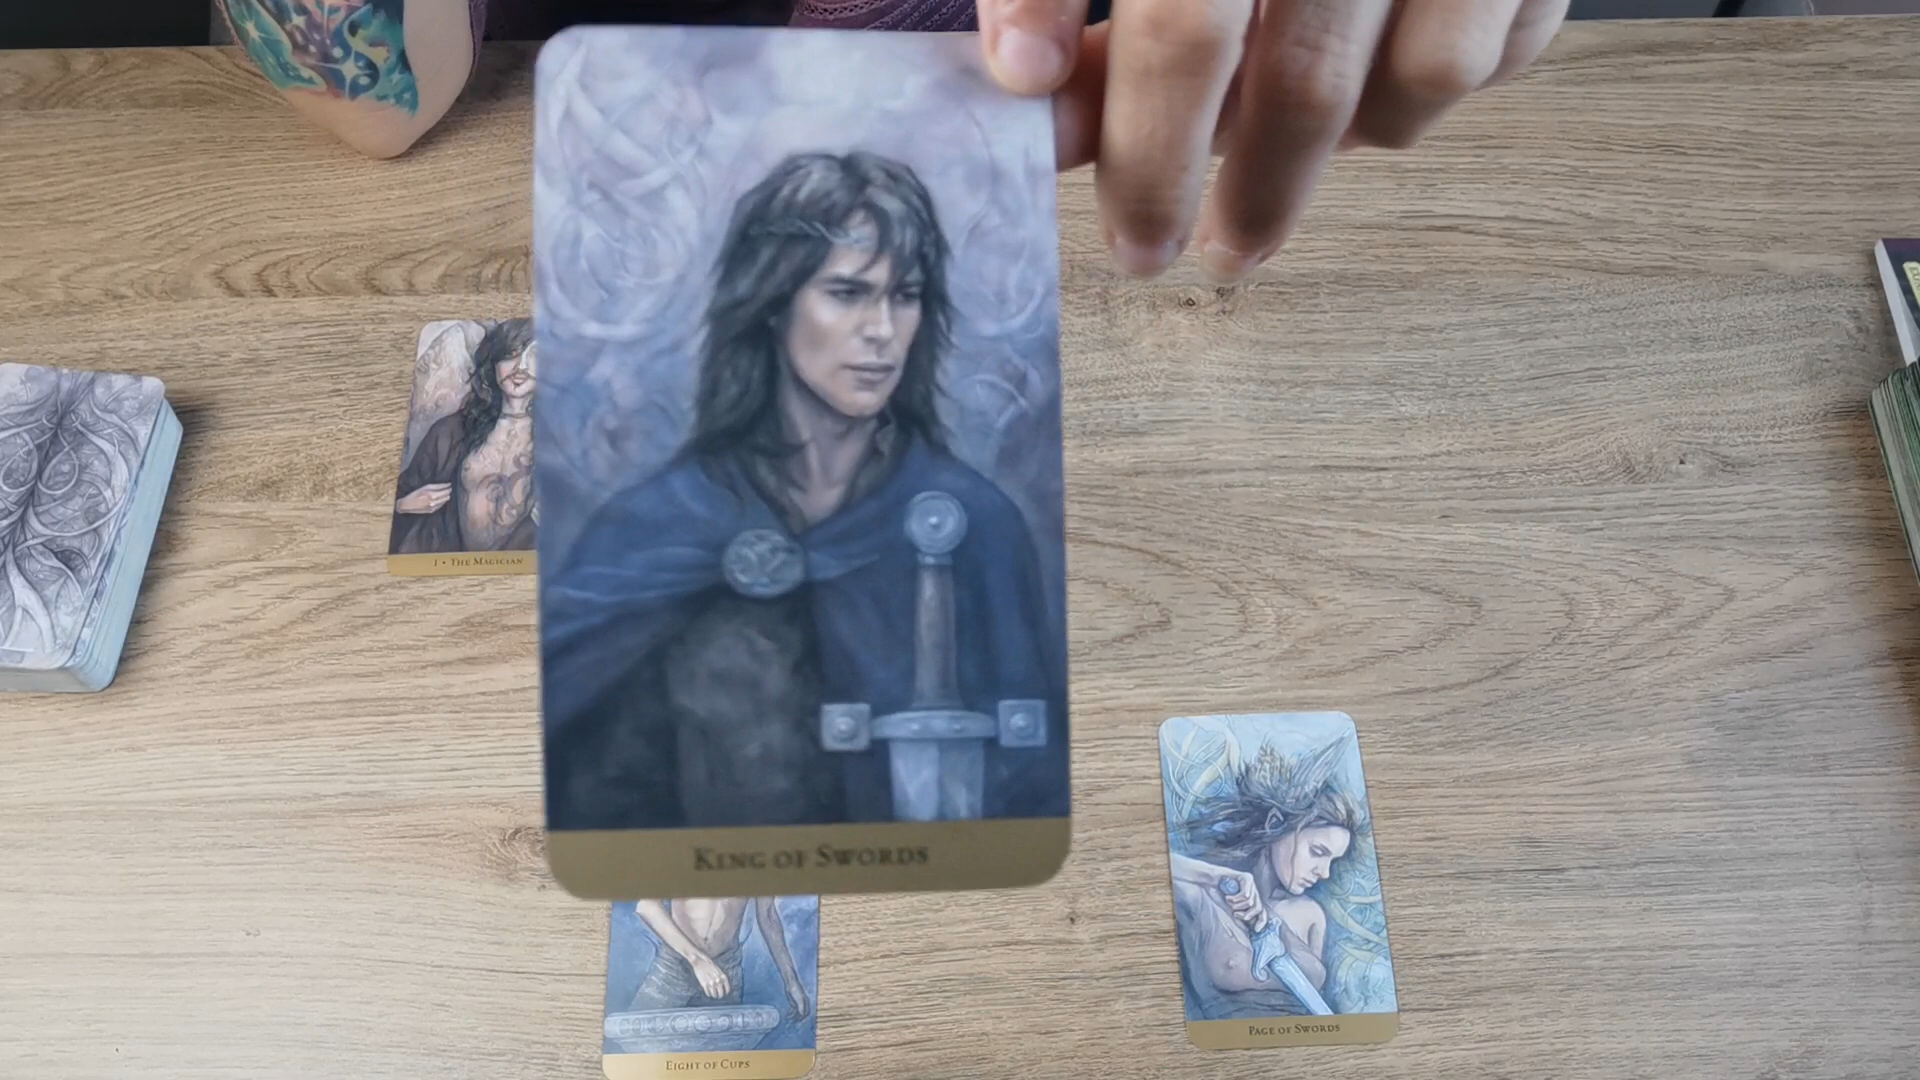 I • THE MAGICIAN
KING OF SWORDS
PAGE OF SWORDS
EIGHT OF CUPS